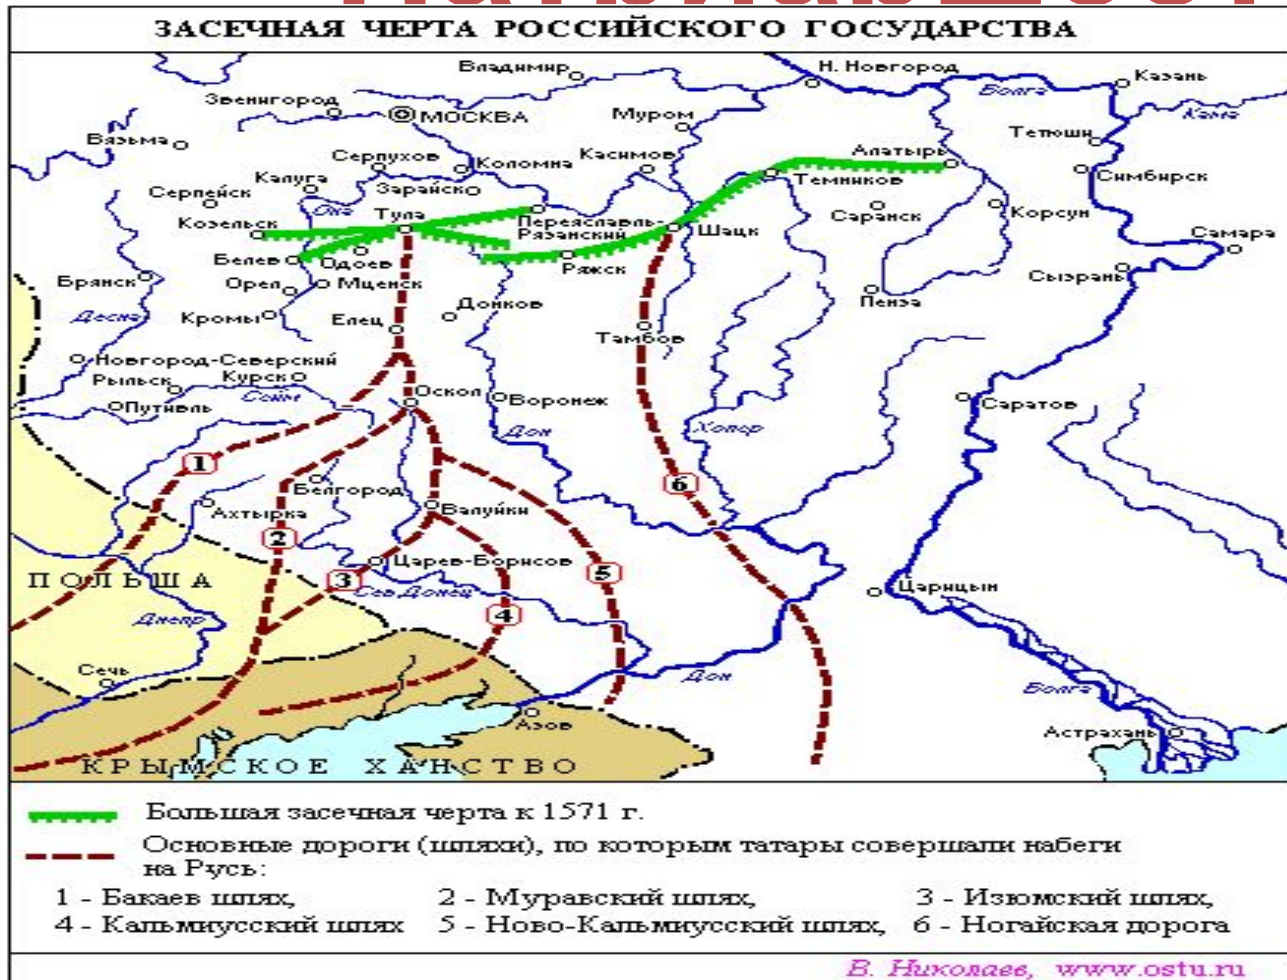 ЗАСЕЧНАЯ ЧЕРТА РОССИЙСКОГО ГОСУДАРСТВА
Владимир
Н. Новгород
Волга
Казань
Кама
Звенигород
МОСКВА
Муром
Тетюши
Вязьма
Серпухов
Коломна
Касимов
Алатырь
Темников
Симбирск
Серпейск
Калуга
Зарайск
Ока
Тула
Козельск
Переяславль-
Рязанский
Шацк
Саранск
Корсун
Самара
Белев
Одоев
Ряжск
Брянск
Орел
Мценск
Сызрань
Пенза
Десна
Кромы
Елец
Донков
Тамбов
Новгород-Северский
Рыльск
Курск
Сейм
Путивль
Оскол
Воронеж
Дон
Хопер
Саратов
1
Белгород
6
Ахтырка
Валуйки
2
ПОЛЬША
3
Царев-Борисов
5
Сев Донец
4
Царицын
Днепр
Сечь
Дон
Волга
Азов
Астрахань
КРЫМСКОЕ ХАНСТВО
Большая засечная черта к 1571 г.
Основные дороги (шляхи), по которым татары совершали набеги
на Русь:
1 - Бакаев шлях, 2 - Муравский шлях, 3 - Изюмский шлях,
4 - Кальмиусский шлях 5 - Ново-Кальмиусский шлях, 6 - Ногайская дорога
В. Николаев, www.ostu.ru